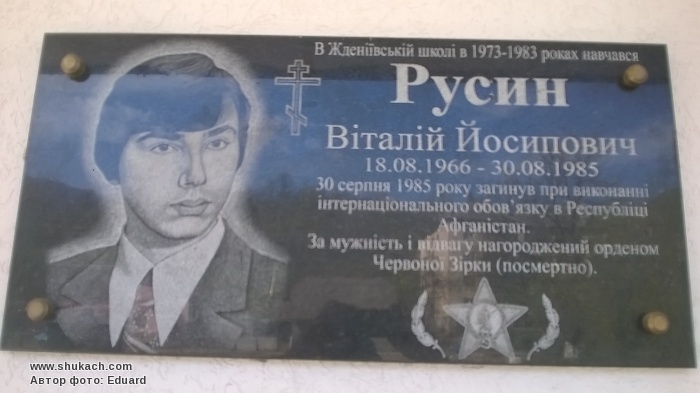 В Жденіївській школі в 1973-1983 роках навчався
Русин
Віталій Йосипович
18.08.1966 - 30.08.1985
30 серпня 1985 року загинув при виконанні
інтернаціонального обов'язку в Республіці
Афганістан.
За мужність і відвагу нагороджений орденом
Червоної Зірки (посмертно).
www.shukach.com
Автор фото: Eduard